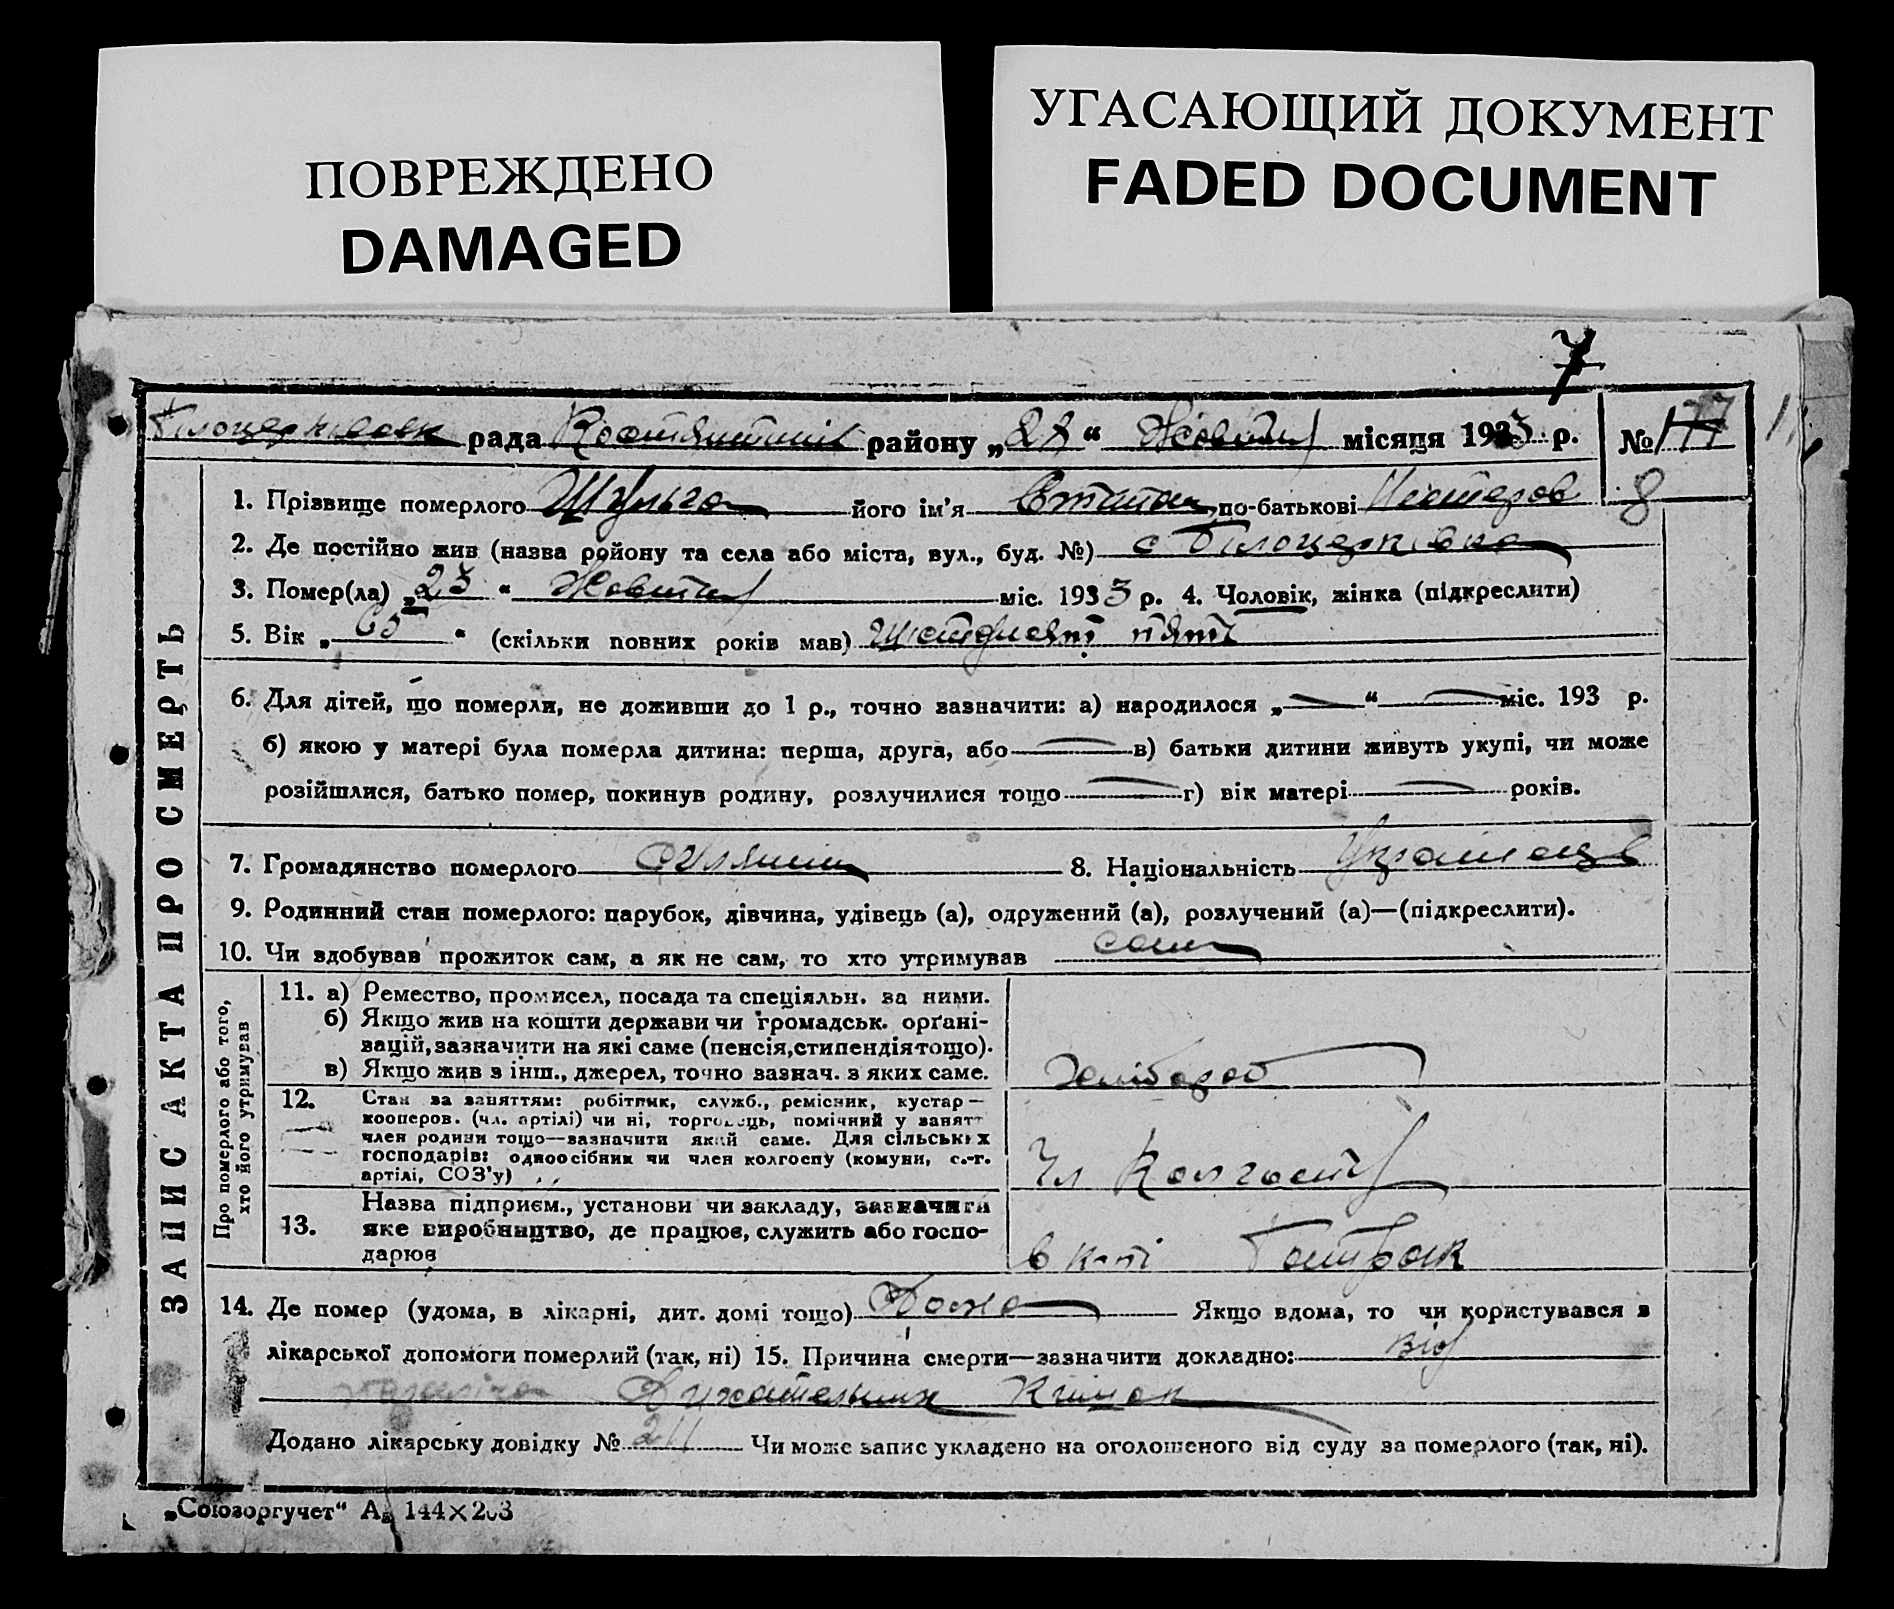 ПОВРЕЖДЕНО
DAMAGED
УГАСАЮЩИЙ ДОКУМЕНТ
FADED DOCUMENT
7
рада району „ “ місяця 1933 р. № 177
8
1. Прізвище померлого Шульга його ім'я по-батькові Нестеров
2. Де постійно жив (назва району та села або міста, вул., буд. №) с Білоцерківка
3. Помер(ла) „23 “ Жовтня міс. 1933 р. 4. Чоловік, жінка (підкреслити)
5. Вік „ 65 “ (скільки повних років мав) шістдесят пять
6. Для дітей, що померли, не доживши до 1 р., точно зазначити: а) народилося „ “ міс. 193 р.
б) якою у матері була померла дитина: перша, друга, або в) батьки дитини живуть укупі, чи може
розійшлися, батько помер, покинув родину, розлучилися тощо г) вік матері років.
7. Громадянство померлого 8. Національність Українець
9. Родинний стан померлого: парубок, дівчина, удівець (а), одружений (а), розлучений (а)—(підкреслити).
10. Чи здобував прожиток сам, а як не сам, то хто утримував сам
ЗАПИС АКТА ПРО СМЕРТЬ
Про померлого або того,
хто його утримував
11. а) Ремество, промисел, посада та спеціяльн. за ними.
б) Якщо жив на кошти держави чи громадськ. орґані-
зацій, зазначити на які саме (пенсія, стипендія тощо).
в) Якщо жив з інш., джерел, точно зазнач. з яких саме.
Хлібороб
12. Стан за заняттям: робітник, служб., ремісник, кустар—
кооперов. (чл. артілі) чи ні, торговець, помічний у занятт
член родини тощо—зазначити який саме. Для сільських
господарів: одноосібник чи член колгоспу (комуни, с.-г.
артілі, СОЗ'у)
Чл Колгоспу
13. Назва підприєм., установи чи закладу, зазначити
яке виробництво, де працює, служить або госпо-
дарює
в
14. Де помер (удома, в лікарні, дит. домі тощо) Дома Якщо вдома, то чи користувався з
лікарської допомоги померлий (так, ні) 15. Причина смерти—зазначити докладно: від
Додано лікарську довідку № Чи може запис укладено на оголошеного від суду за померлого (так, ні).
„Союзоргучет“ А 144×203